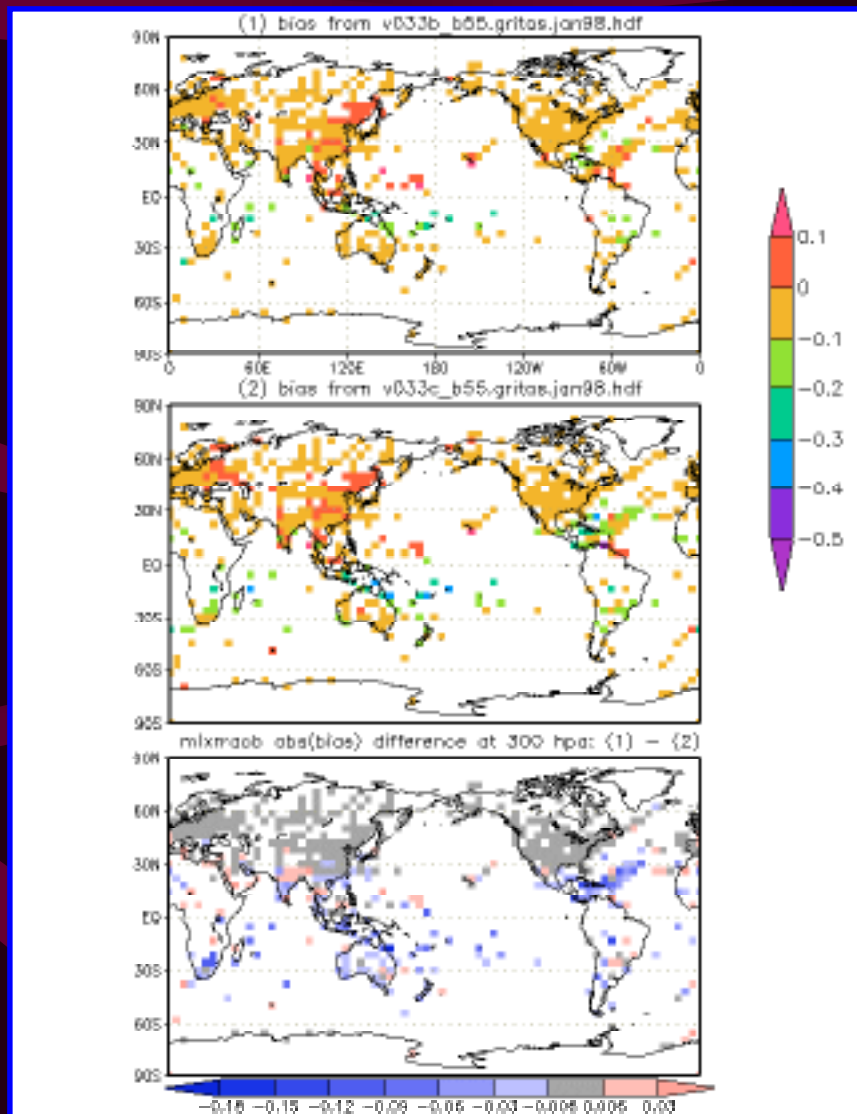 (1) bias from v033b_b55.gritas.jan98.hdf
90N
60N
30N
EQ
30S
60S
90S
0 60E 120E 180 120W 60W 0
(2) bias from v033c_b55.gritas.jan98.hdf
90N
60N
30N
EQ
30S
60S
90S
0.1
0
-0.1
-0.2
-0.3
-0.4
-0.5
abs(bias) difference at 300 hpa: (1) - (2)
90N
60N
30N
EQ
30S
60S
90S
-0.15 -0.12 -0.09 -0.06 -0.03 -0.006 0.006 0.03